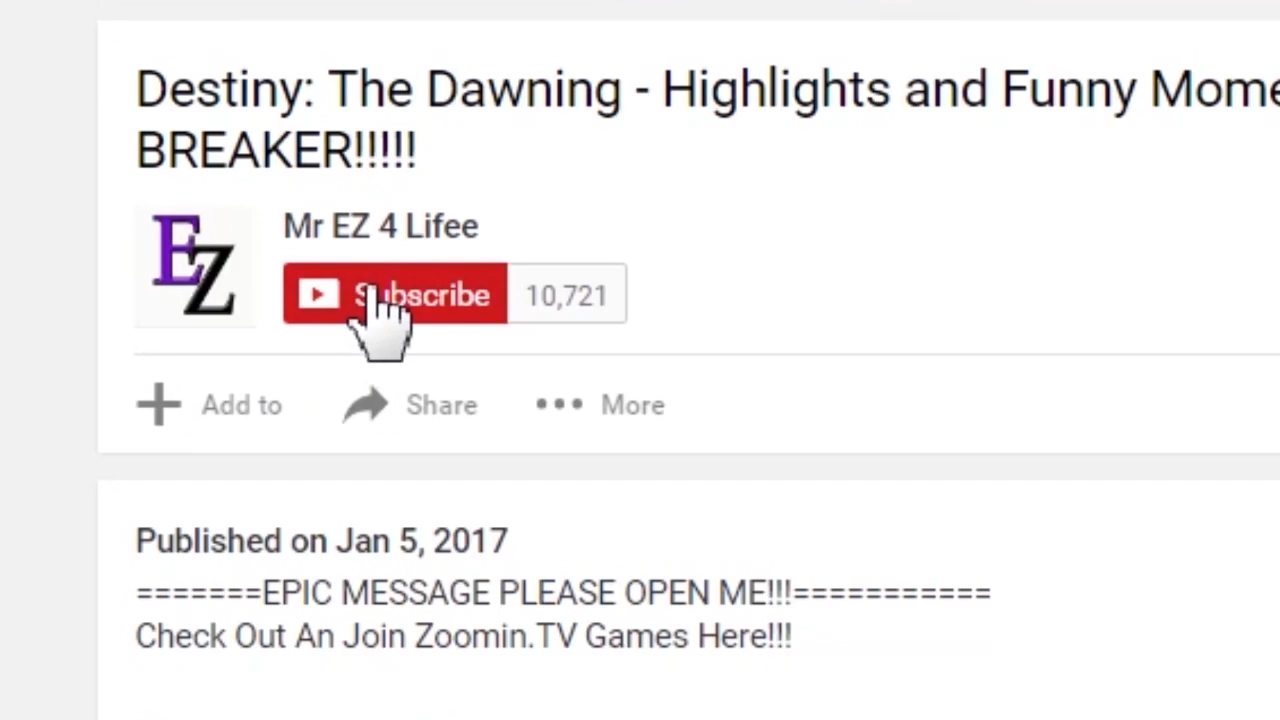 Destiny: The Dawning - Highlights and Funny Mome
BREAKER!!!!!
EZ
Mr EZ 4 Lifee
Subscribe 10,721
Add to Share More
Published on Jan 5, 2017
=======EPIC MESSAGE PLEASE OPEN ME!!!===========
Check Out An Join Zoomin.TV Games Here!!!